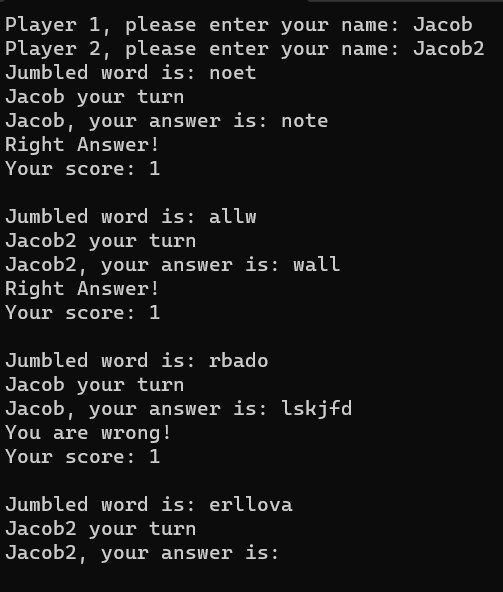 Player 1, please enter your name: Jacob
Player 2, please enter your name: Jacob2
Jumbled word is: noet
Jacob your turn
Jacob, your answer is: note
Right Answer!
Your score: 1

Jumbled word is: allw
Jacob2 your turn
Jacob2, your answer is: wall
Right Answer!
Your score: 1

Jumbled word is: rbado
Jacob your turn
Jacob, your answer is: lskjfd
You are wrong!
Your score: 1

Jumbled word is: erllova
Jacob2 your turn
Jacob2, your answer is: